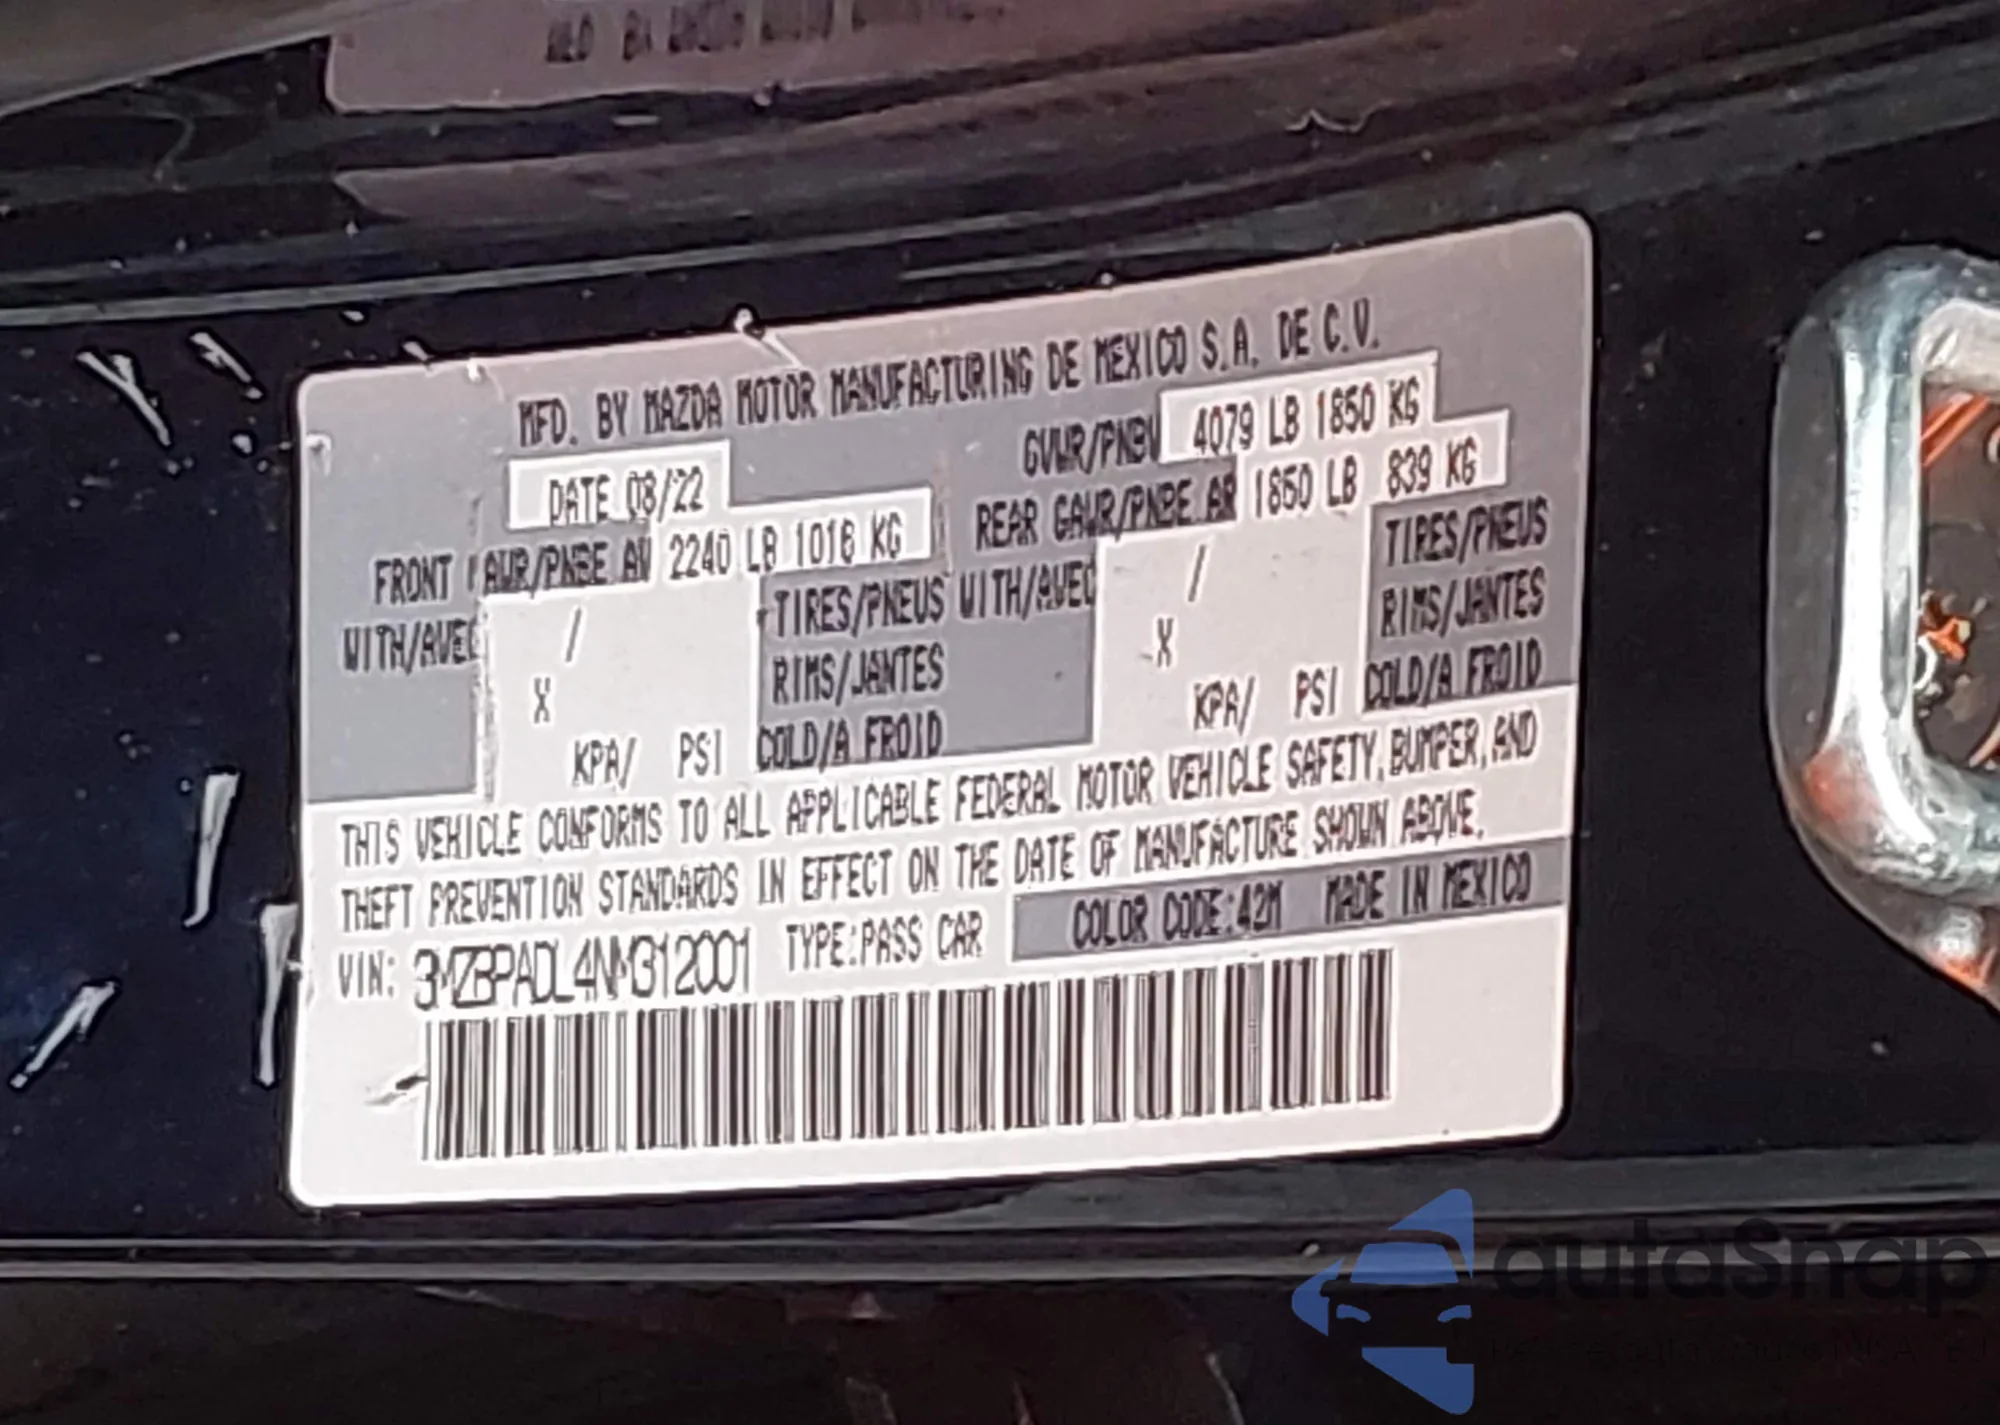 MFD. BY MAZDA MOTOR MANUFACTURING DE MEXICO S.A. DE C.V.
DATE 08/22
GVWR/PNBV 4079 LB 1850 KG
FRONT GAWR/PNBE AV 2240 LB 1016 KG
REAR GAWR/PNBE AR 1850 LB 839 KG
WITH/AVEC / TIRES/PNEUS
X RIMS/JANTES
KPA/ PSI COLD/A FROID
WITH/AVEC / TIRES/PNEUS
X RIMS/JANTES
KPA/ PSI COLD/A FROID
THIS VEHICLE CONFORMS TO ALL APPLICABLE FEDERAL MOTOR VEHICLE SAFETY, BUMPER, AND
THEFT PREVENTION STANDARDS IN EFFECT ON THE DATE OF MANUFACTURE SHOWN ABOVE.
VIN: 3MZBPADL4NM312001 TYPE:PASS CAR COLOR CODE:42M MADE IN MEXICO
autaSnap